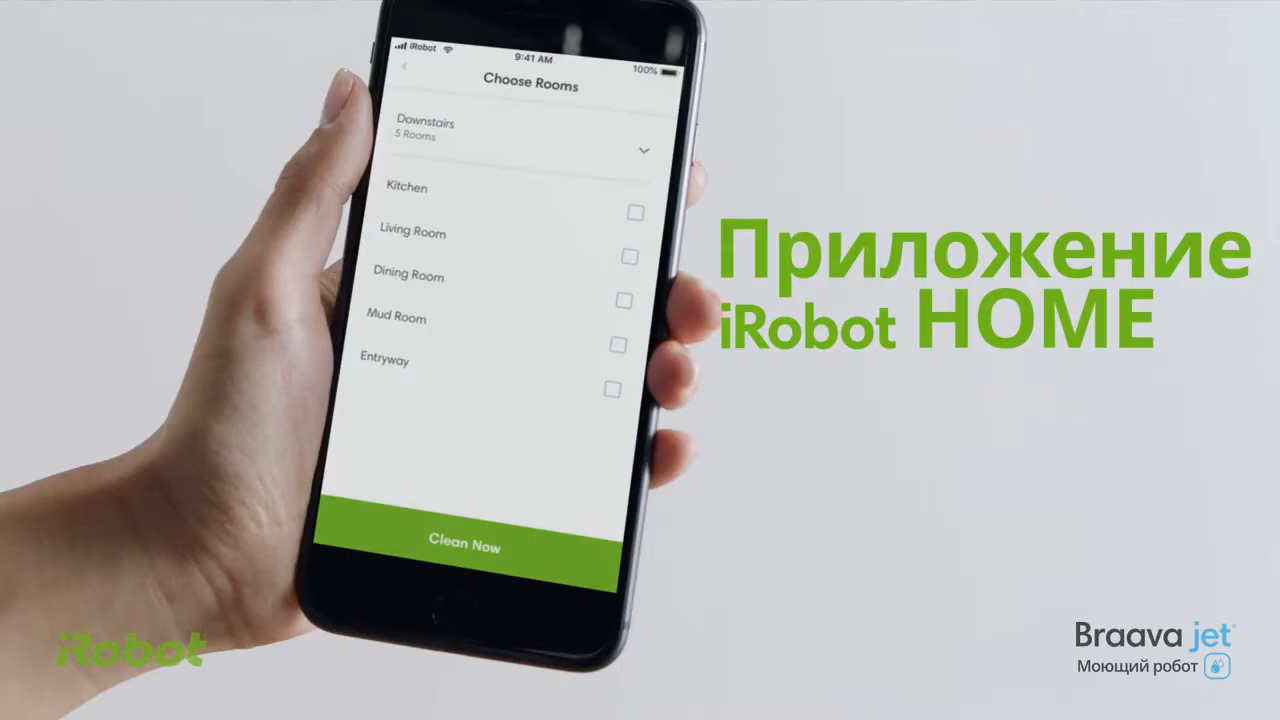 iRobot
9:41 AM
100%
Choose Rooms
Downstairs
5 Rooms
Kitchen
Living Room
Dining Room
Mud Room
Entryway
Clean Now
Приложение
iRobot HOME
iRobot
Braava jet®
Моющий робот